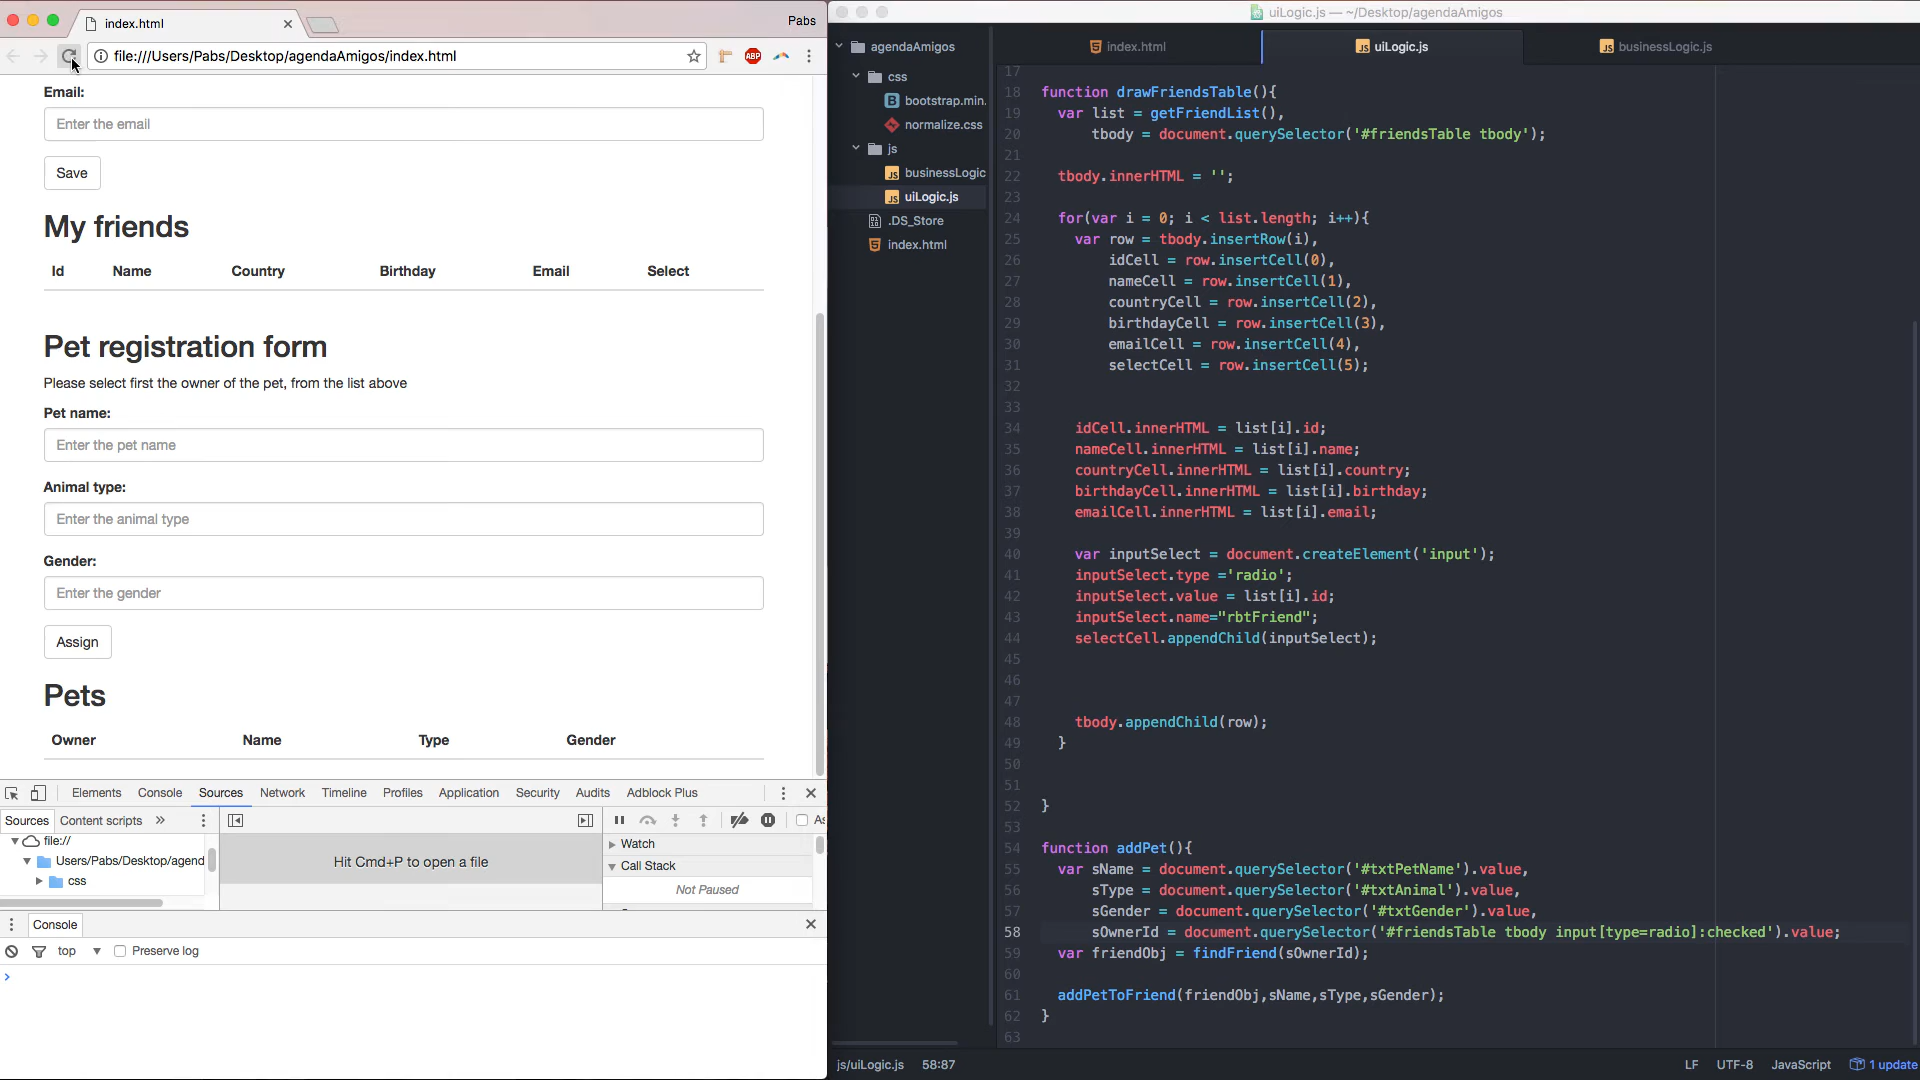 index.html
Pabs
file:///Users/Pabs/Desktop/agendaAmigos/index.html
ABP
Email:
Enter the email
Save
My friends
Id Name Country Birthday Email Select
Pet registration form
Please select first the owner of the pet, from the list above
Pet name:
Enter the pet name
Animal type:
Enter the animal type
Gender:
Enter the gender
Assign
Pets
Owner Name Type Gender
Elements Console Sources Network Timeline Profiles Application Security Audits Adblock Plus
Sources Content scripts »
As
file://
Users/Pabs/Desktop/agend
css
Hit Cmd+P to open a file
Watch
Call Stack
Not Paused
Console
top Preserve log
>
uiLogic.js — ~/Desktop/agendaAmigos
agendaAmigos
css
bootstrap.min.
normalize.css
js
businessLogic
uiLogic.js
.DS_Store
index.html
index.html uiLogic.js businessLogic.js
17
18 function drawFriendsTable(){
19 var list = getFriendList(),
20 tbody = document.querySelector('#friendsTable tbody');
21
22 tbody.innerHTML = '';
23
24 for(var i = 0; i < list.length; i++){
25 var row = tbody.insertRow(i),
26 idCell = row.insertCell(0),
27 nameCell = row.insertCell(1),
28 countryCell = row.insertCell(2),
29 birthdayCell = row.insertCell(3),
30 emailCell = row.insertCell(4),
31 selectCell = row.insertCell(5);
32
33
34 idCell.innerHTML = list[i].id;
35 nameCell.innerHTML = list[i].name;
36 countryCell.innerHTML = list[i].country;
37 birthdayCell.innerHTML = list[i].birthday;
38 emailCell.innerHTML = list[i].email;
39
40 var inputSelect = document.createElement('input');
41 inputSelect.type ='radio';
42 inputSelect.value = list[i].id;
43 inputSelect.name="rbtFriend";
44 selectCell.appendChild(inputSelect);
45
46
47
48 tbody.appendChild(row);
49 }
50
51
52 }
53
54 function addPet(){
55 var sName = document.querySelector('#txtPetName').value,
56 sType = document.querySelector('#txtAnimal').value,
57 sGender = document.querySelector('#txtGender').value,
58 sOwnerId = document.querySelector('#friendsTable tbody input[type=radio]:checked').value;
59 var friendObj = findFriend(sOwnerId);
60
61 addPetToFriend(friendObj,sName,sType,sGender);
62 }
63
js/uiLogic.js 58:87 LF UTF-8 JavaScript 1 update